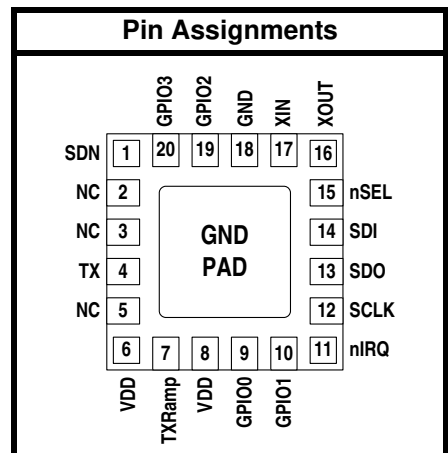 Pin Assignments
GPIO3
GPIO2
GND
XIN
XOUT
SDN 1 20 19 18 17 16
NC 2 15 nSEL
NC 3 GND 14 SDI
TX 4 PAD 13 SDO
NC 5 12 SCLK
6 7 8 9 10 11 nIRQ
VDD
TXRamp
VDD
GPIO0
GPIO1